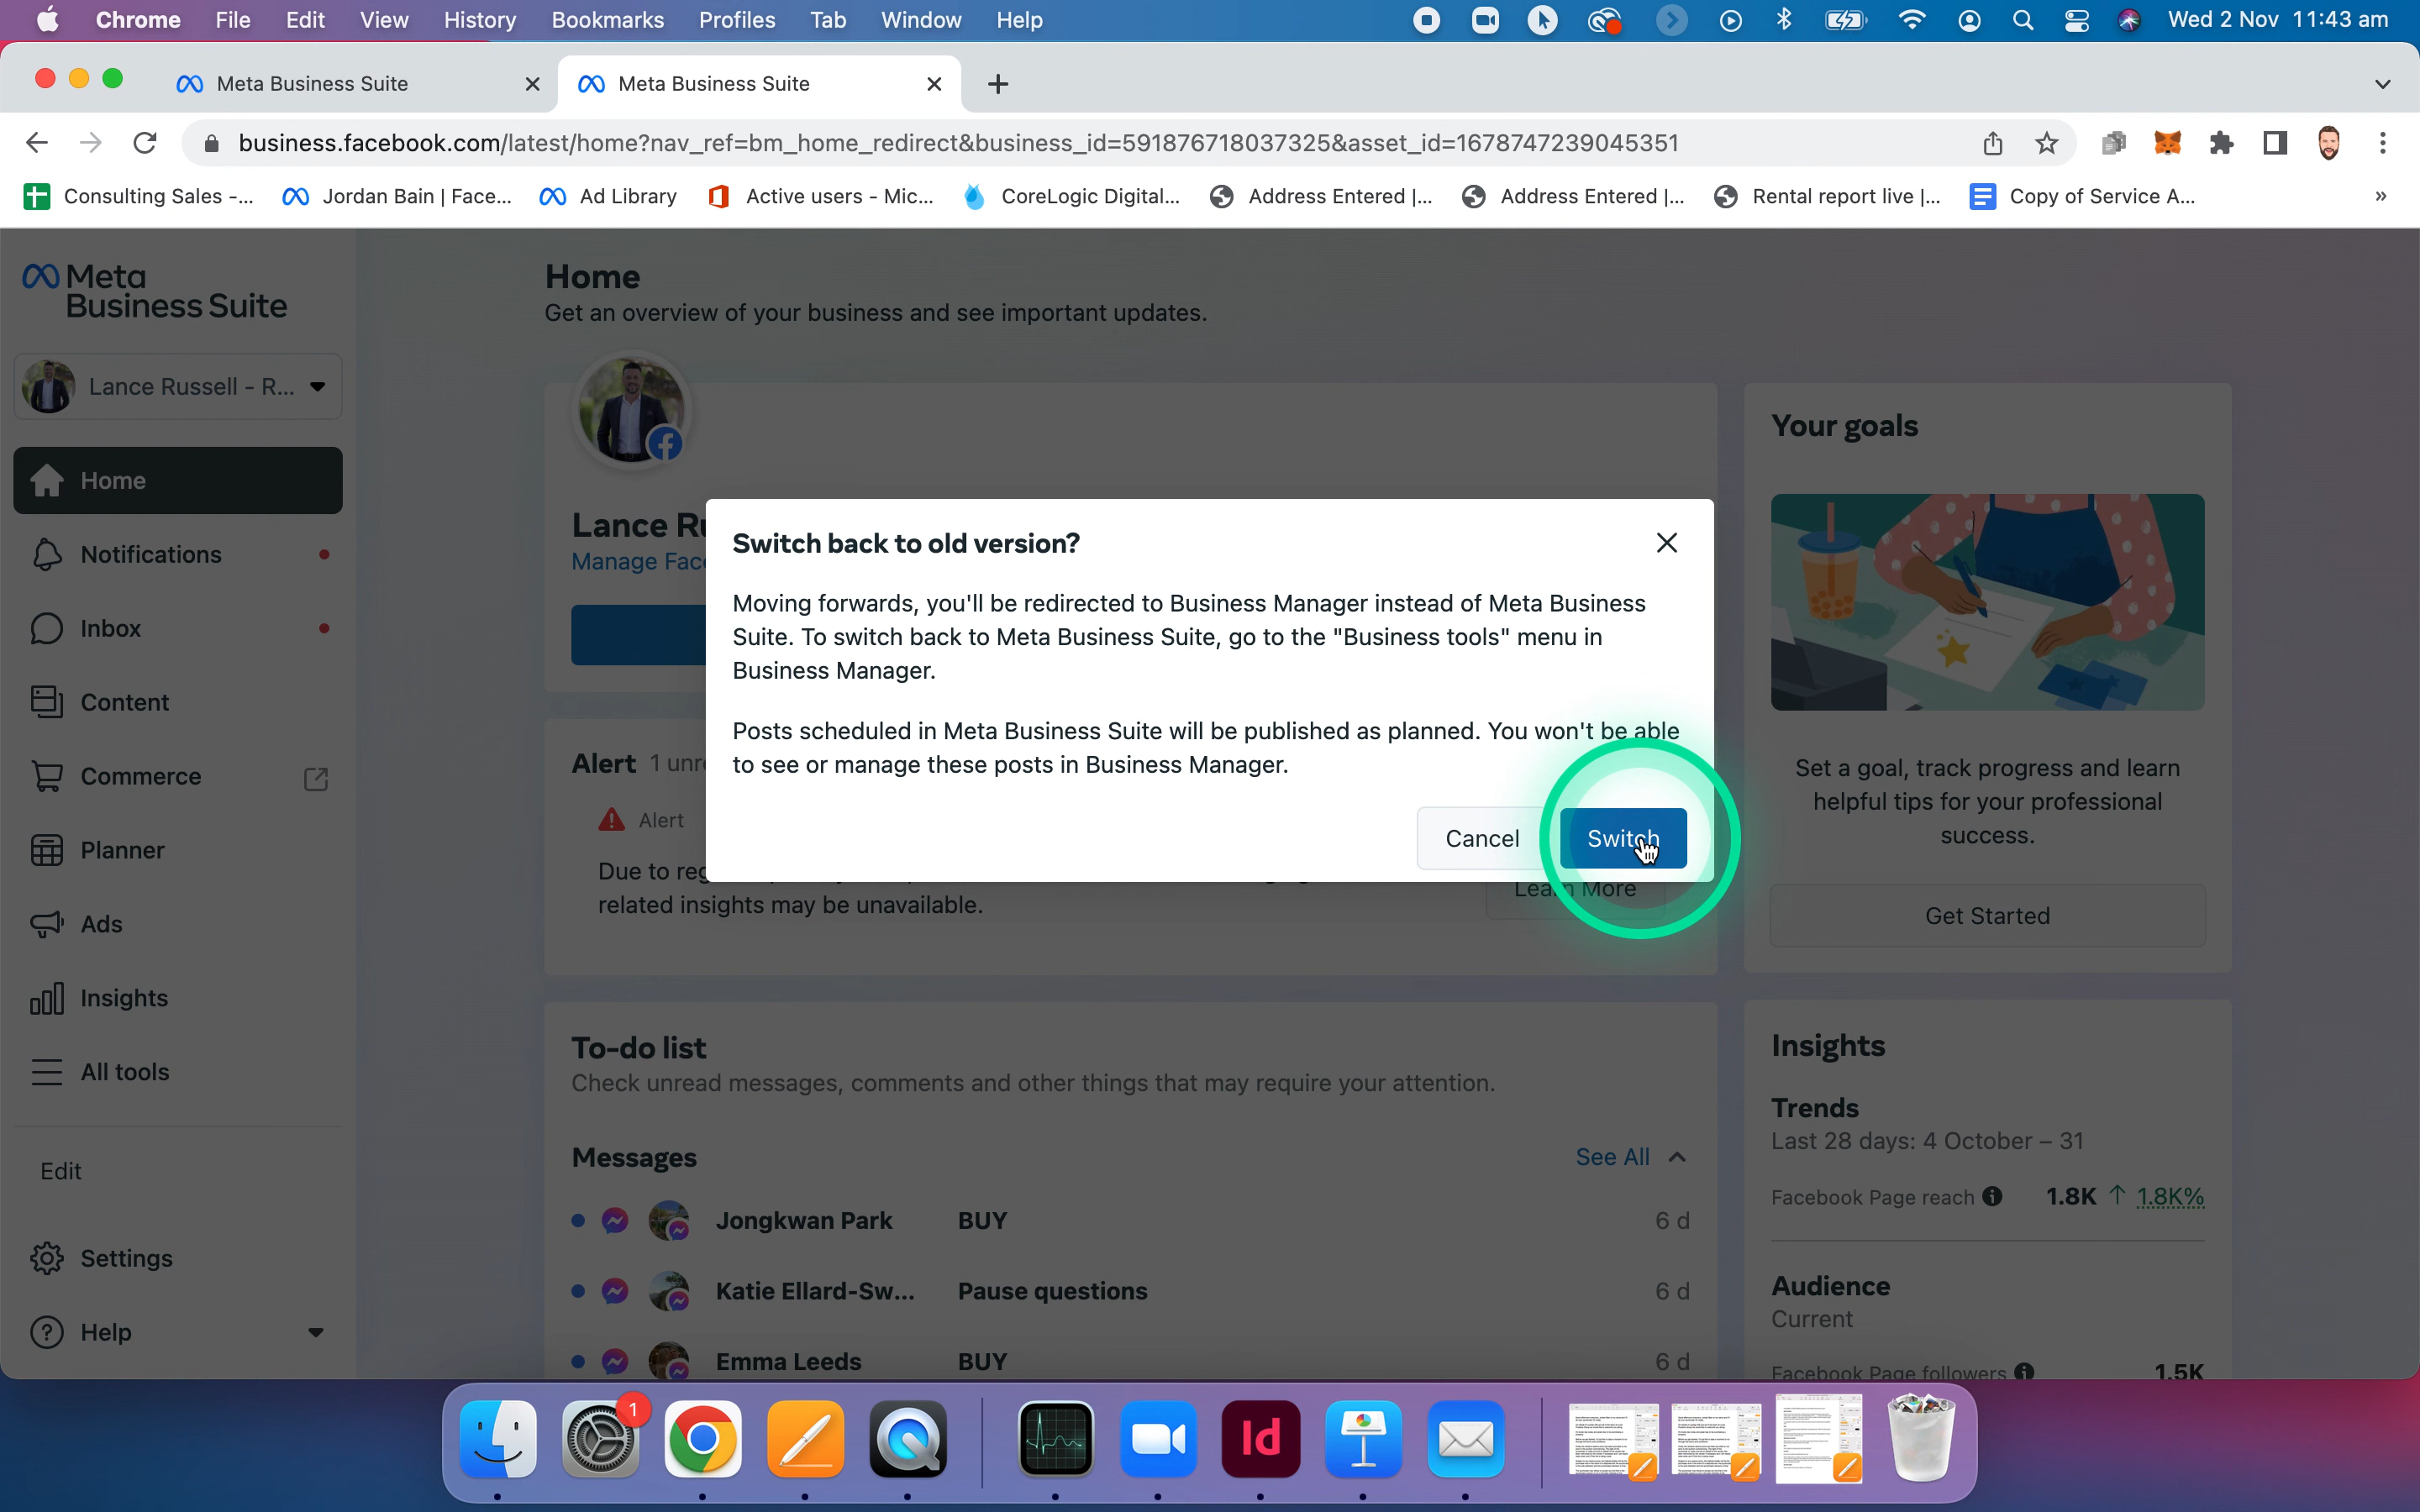 Chrome File Edit View History Bookmarks Profiles Tab Window Help Wed 2 Nov 11:43 am
Meta Business Suite Meta Business Suite
business.facebook.com/latest/home?nav_ref=bm_home_redirect&business_id=591876718037325&asset_id=1678747239045351
Consulting Sales -... Jordan Bain | Face... Ad Library Active users - Mic... CoreLogic Digital... Address Entered |... Address Entered |... Rental report live |... Copy of Service A... »
Meta
Business Suite
Lance Russell - R...
Home
Notifications
Inbox
Content
Commerce
Planner
Ads
Insights
All tools
Edit
Settings
Help
Home
Get an overview of your business and see important updates.
Lance Ru
Manage Fac
Switch back to old version?
Moving forwards, you'll be redirected to Business Manager instead of Meta Business
Suite. To switch back to Meta Business Suite, go to the "Business tools" menu in
Business Manager.
Posts scheduled in Meta Business Suite will be published as planned. You won't be able
to see or manage these posts in Business Manager.
Cancel Switch
Alert 1 unr
Alert
Due to reg
related insights may be unavailable.
Learn More
To-do list
Check unread messages, comments and other things that may require your attention.
Messages See All
Jongkwan Park BUY 6 d
Katie Ellard-Sw... Pause questions 6 d
Emma Leeds BUY 6 d
Your goals
Set a goal, track progress and learn
helpful tips for your professional
success.
Get Started
Insights
Trends
Last 28 days: 4 October – 31
Facebook Page reach 1.8K ↑ 1.8K%
Audience
Current
Facebook Page followers 1.5K
1
Id